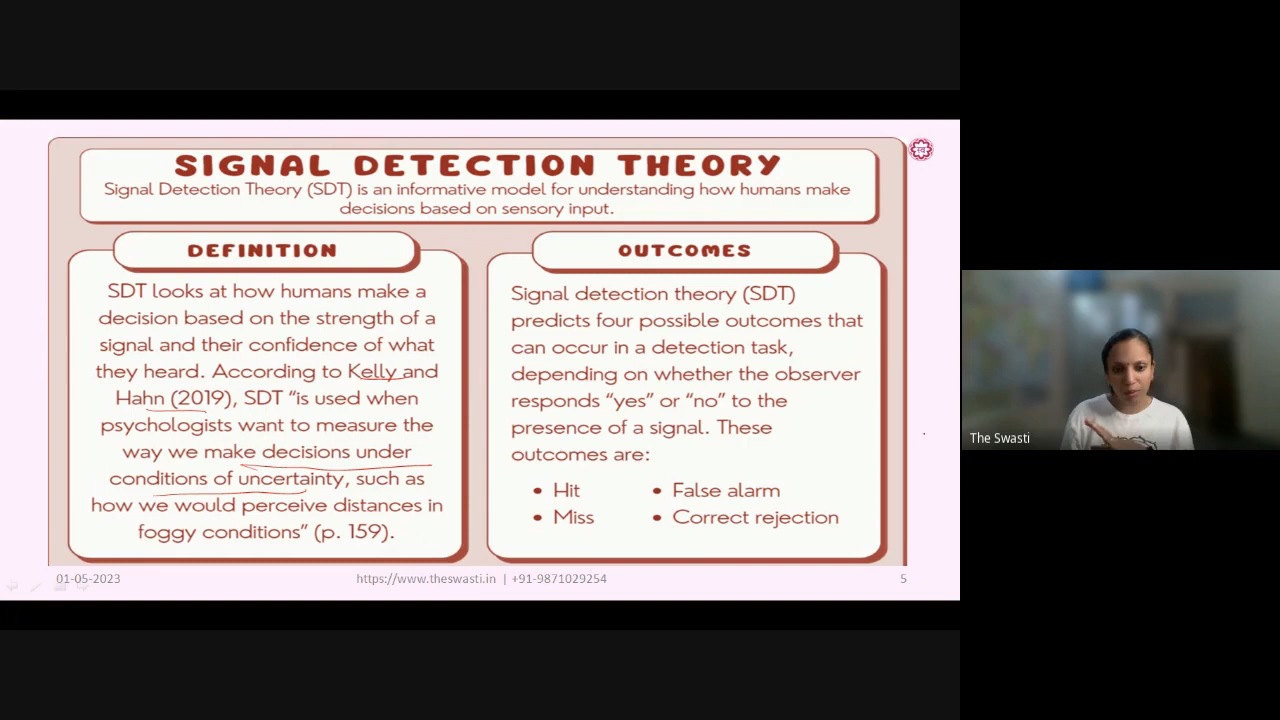 SIGNAL DETECTION THEORY
Signal Detection Theory (SDT) is an informative model for understanding how humans make
decisions based on sensory input.
DEFINITION
SDT looks at how humans make a
decision based on the strength of a
signal and their confidence of what
they heard. According to Kelly and
Hahn (2019), SDT “is used when
psychologists want to measure the
way we make decisions under
conditions of uncertainty, such as
how we would perceive distances in
foggy conditions” (p. 159).
OUTCOMES
Signal detection theory (SDT)
predicts four possible outcomes that
can occur in a detection task,
depending on whether the observer
responds “yes” or “no” to the
presence of a signal. These
outcomes are:
• Hit
• Miss
• False alarm
• Correct rejection
01-05-2023
https://www.theswasti.in | +91-9871029254
5
The Swasti